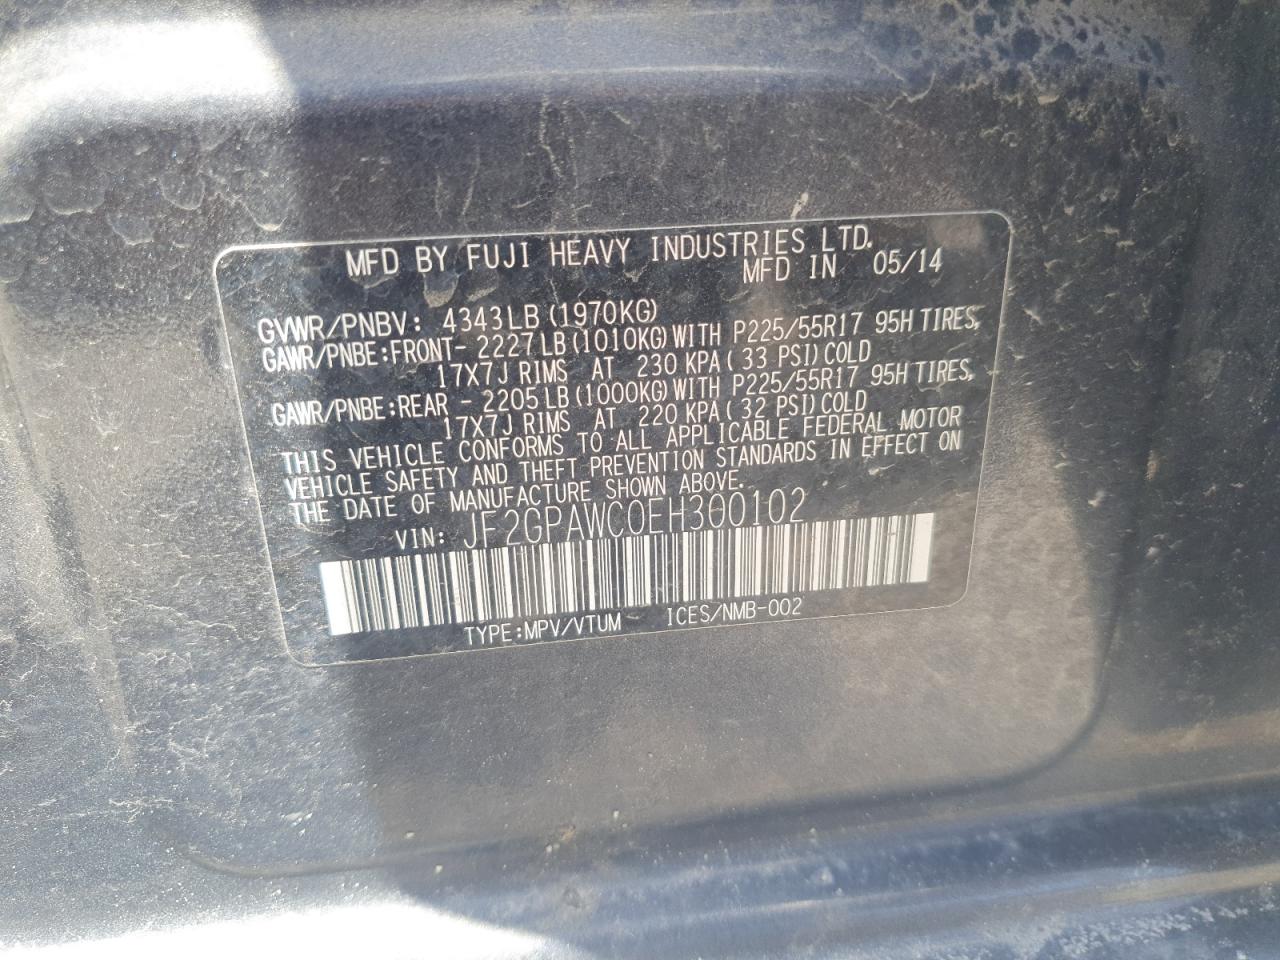 MFD BY FUJI HEAVY INDUSTRIES LTD.
MFD IN 05/14
GVWR/PNBV: 4343LB (1970KG)
GAWR/PNBE:FRONT- 2227LB (1010KG) WITH P225/55R17 95H TIRES,
17X7J RIMS AT 230 KPA ( 33 PSI) COLD
GAWR/PNBE:REAR - 2205LB (1000KG) WITH P225/55R17 95H TIRES,
17X7J RIMS AT 220 KPA ( 32 PSI) COLD
THIS VEHICLE CONFORMS TO ALL APPLICABLE FEDERAL MOTOR
VEHICLE SAFETY AND THEFT PREVENTION STANDARDS IN EFFECT ON
THE DATE OF MANUFACTURE SHOWN ABOVE.
VIN: JF2GPAWC0EH300102
TYPE:MPV/VTUM ICES/NMB-002